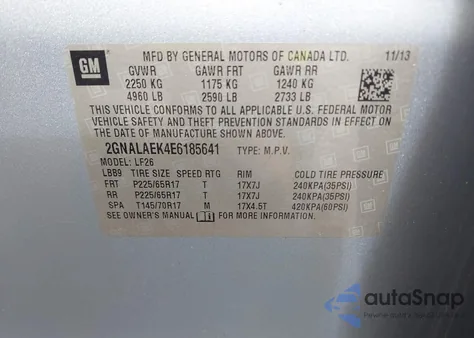 GM
MFD BY GENERAL MOTORS OF CANADA LTD. 11/13
GVWR GAWR FRT GAWR RR
2250 KG 1175 KG 1240 KG
4960 LB 2590 LB 2733 LB
THIS VEHICLE CONFORMS TO ALL APPLICABLE U.S. FEDERAL MOTOR
VEHICLE SAFETY AND THEFT PREVENTION STANDARDS IN EFFECT ON
THE DATE OF MANUFACTURE SHOWN ABOVE.
2GNALAEK4E6185641 TYPE: M.P.V.
MODEL: LF26
LBB9 TIRE SIZE SPEED RTG RIM COLD TIRE PRESSURE
FRT P225/65R17 T 17X7J 240KPA(35PSI)
RR P225/65R17 T 17X7J 240KPA(35PSI)
SPA T145/70R17 M 17X4.5T 420KPA(60PSI)
SEE OWNER'S MANUAL FOR MORE INFORMATION.
autoSnap